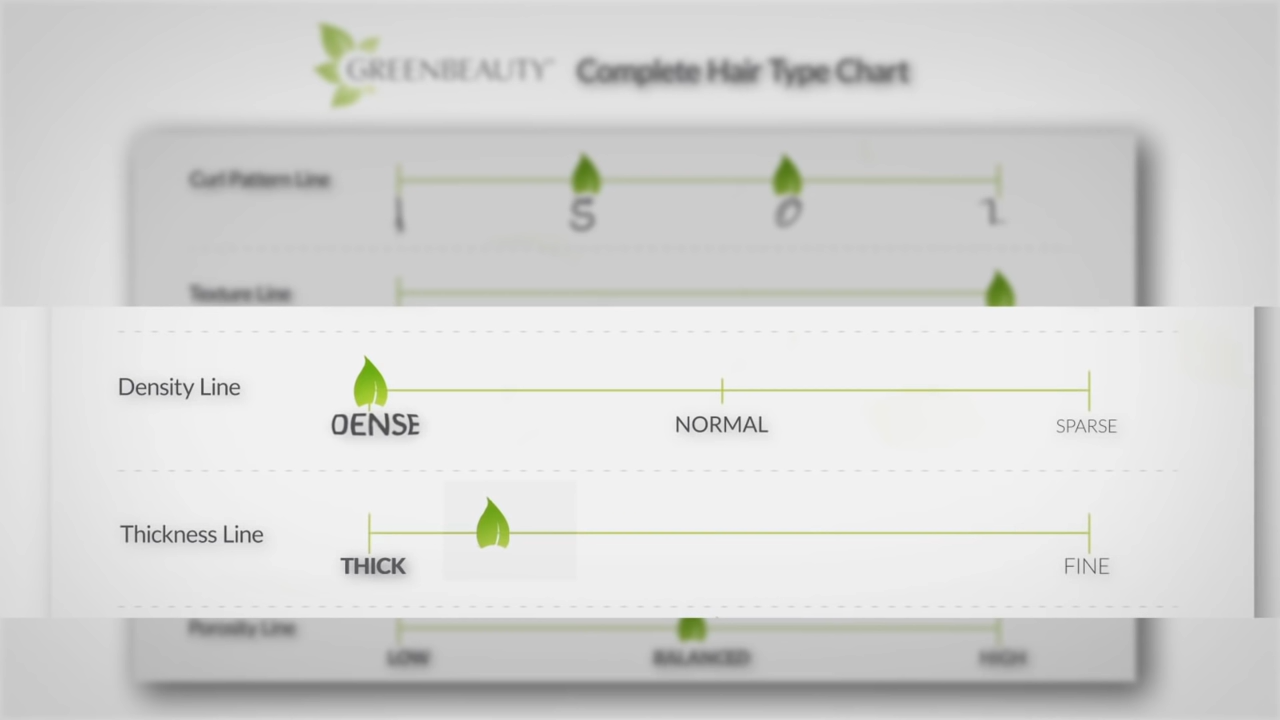 GREENBEAUTY Complete Hair Type Chart
Curl Pattern Line
I S O L
Texture Line
Density Line
DENSE NORMAL SPARSE
Thickness Line
THICK FINE
Porosity Line
LOW BALANCED HIGH